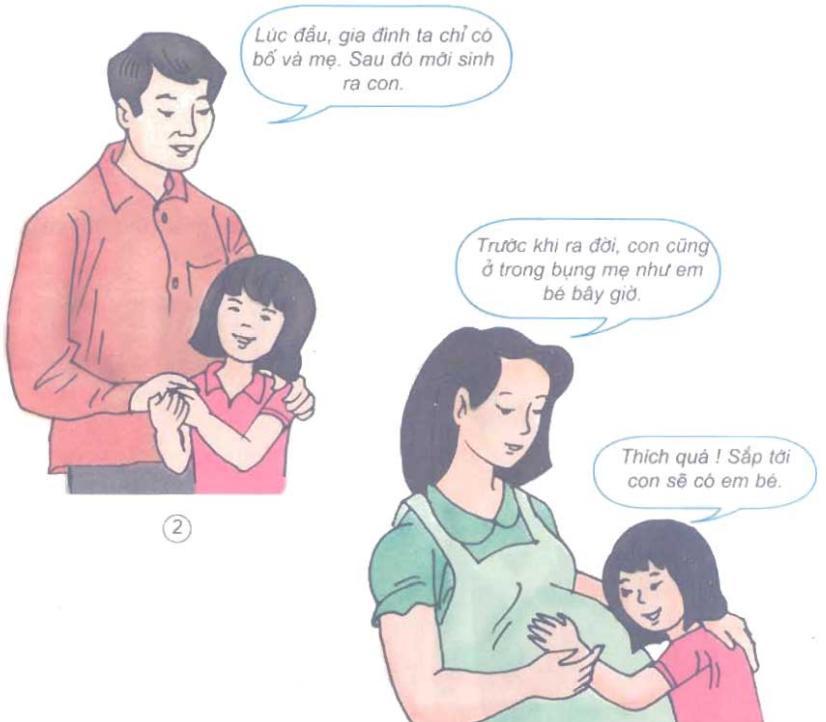 Lúc đầu, gia đình ta chỉ có
bố và mẹ. Sau đó mới sinh
ra con.
2
Trước khi ra đời, con cũng
ở trong bụng mẹ như em
bé bây giờ.
Thích quá ! Sắp tới
con sẽ có em bé.